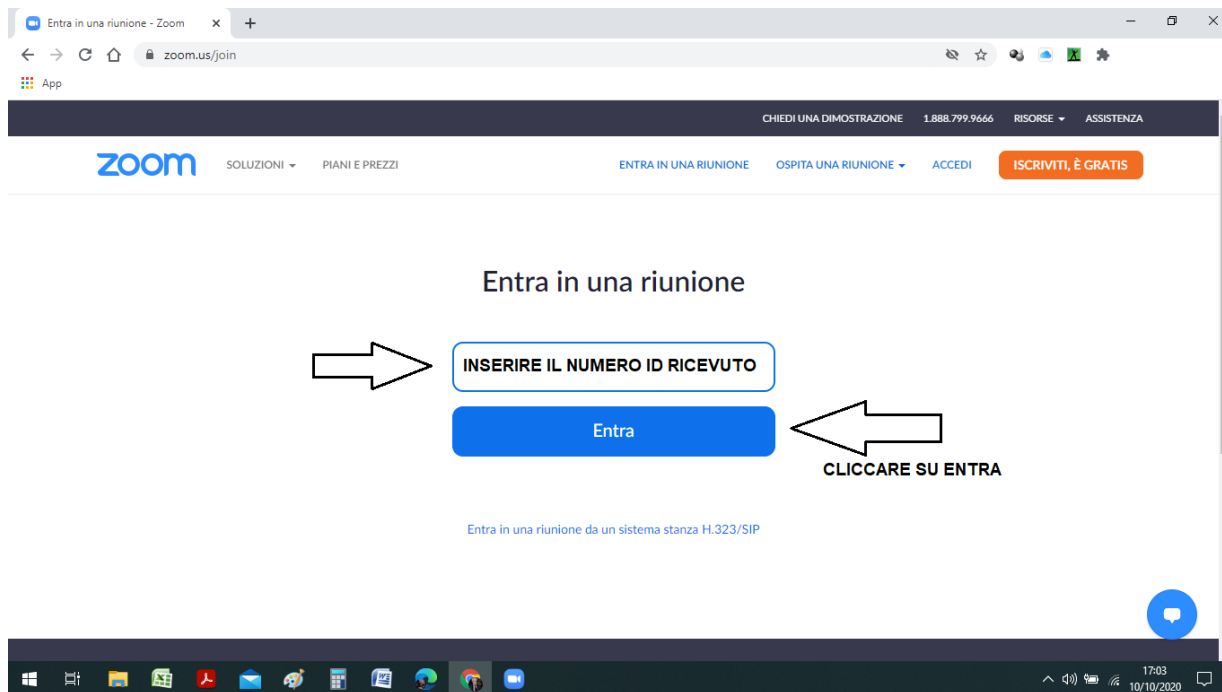 Entra in una riunione - Zoom
zoom.us/join
App
CHIEDI UNA DIMOSTRAZIONE 1.888.799.9666 RISORSE ASSISTENZA
zoom SOLUZIONI PIANI E PREZZI ENTRA IN UNA RIUNIONE OSPITA UNA RIUNIONE ACCEDI ISCRIVITI, È GRATIS
Entra in una riunione
INSERIRE IL NUMERO ID RICEVUTO
Entra
CLICCARE SU ENTRA
Entra in una riunione da un sistema stanza H.323/SIP
17:03
10/10/2020